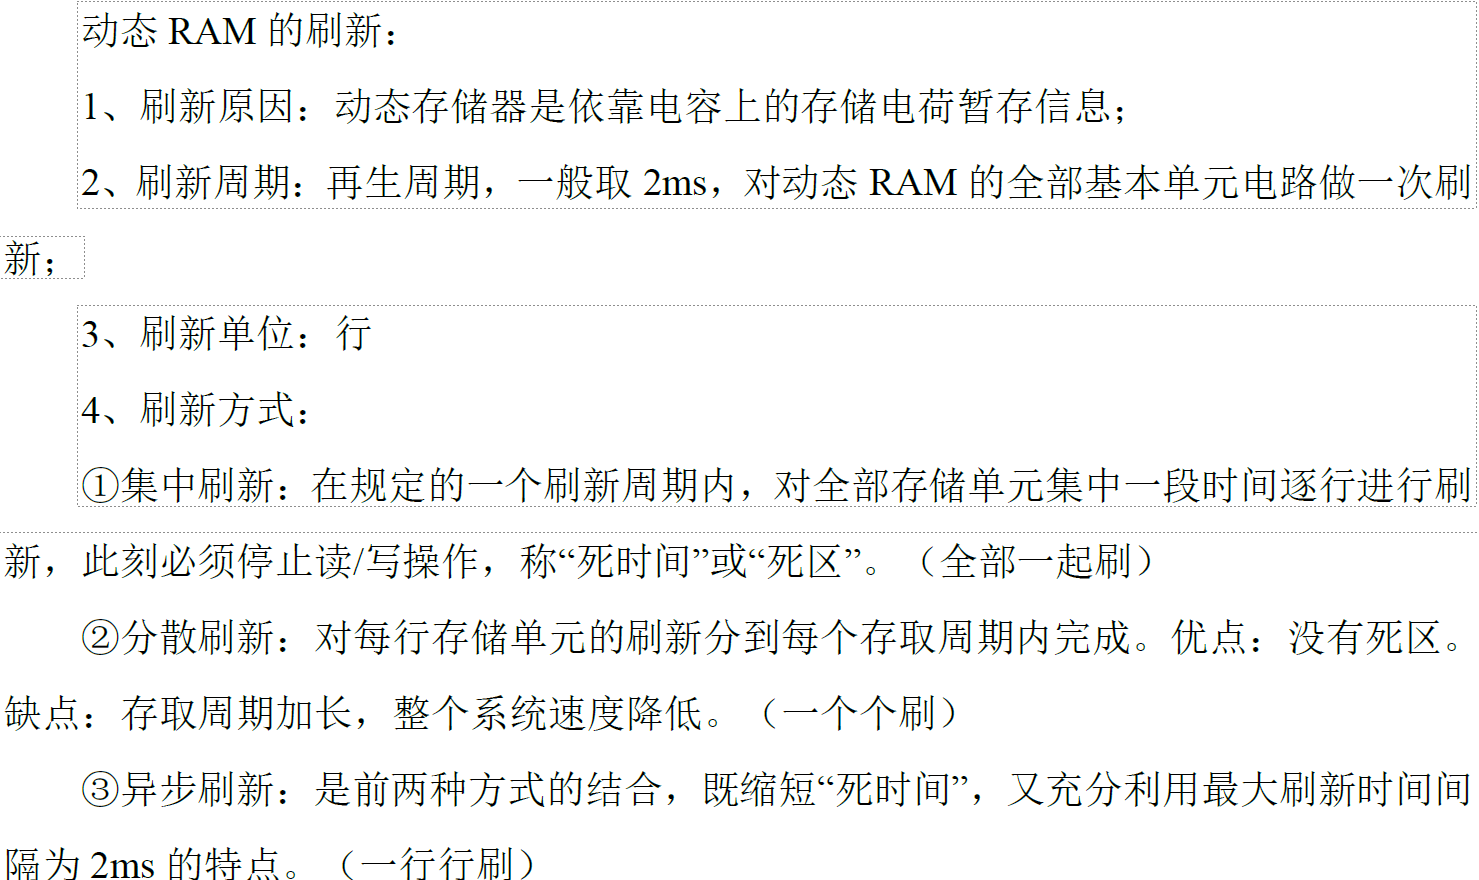 动态 RAM 的刷新：
1、刷新原因：动态存储器是依靠电容上的存储电荷暂存信息；
2、刷新周期：再生周期，一般取 2ms，对动态 RAM 的全部基本单元电路做一次刷
新；
3、刷新单位：行
4、刷新方式：
①集中刷新：在规定的一个刷新周期内，对全部存储单元集中一段时间逐行进行刷
新，此刻必须停止读/写操作，称“死时间”或“死区”。（全部一起刷）
②分散刷新：对每行存储单元的刷新分到每个存取周期内完成。优点：没有死区。
缺点：存取周期加长，整个系统速度降低。（一个个刷）
③异步刷新：是前两种方式的结合，既缩短“死时间”，又充分利用最大刷新时间间
隔为 2ms 的特点。（一行行刷）